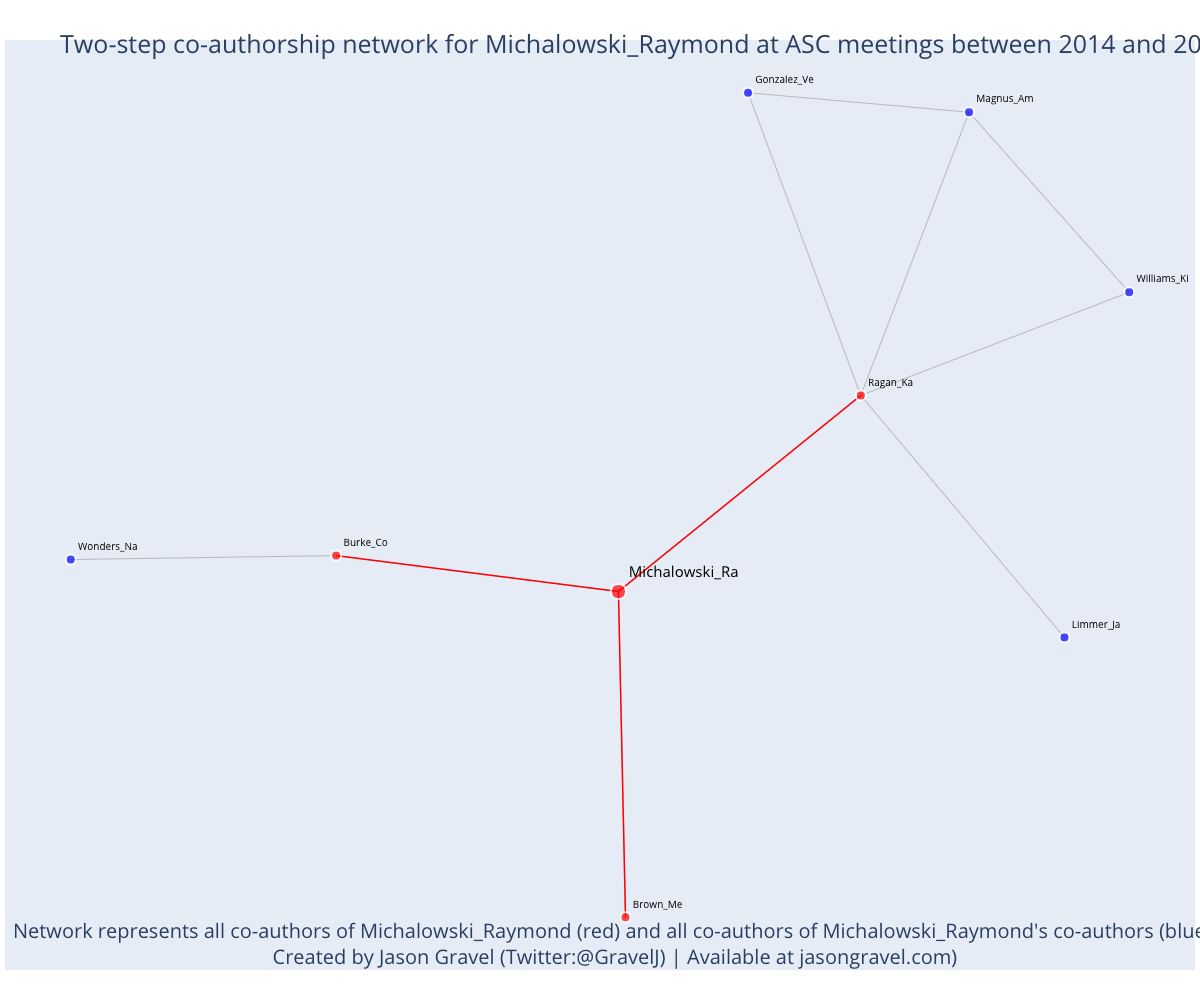 Two-step co-authorship network for Michalowski_Raymond at ASC meetings between 2014 and 20
Gonzalez_Ve
Magnus_Am
Williams_Ki
Ragan_Ka
Wonders_Na
Burke_Co
Michalowski_Ra
Limmer_Ja
Brown_Me
Network represents all co-authors of Michalowski_Raymond (red) and all co-authors of Michalowski_Raymond's co-authors (blue
Created by Jason Gravel (Twitter:@GravelJ) | Available at jasongravel.com)